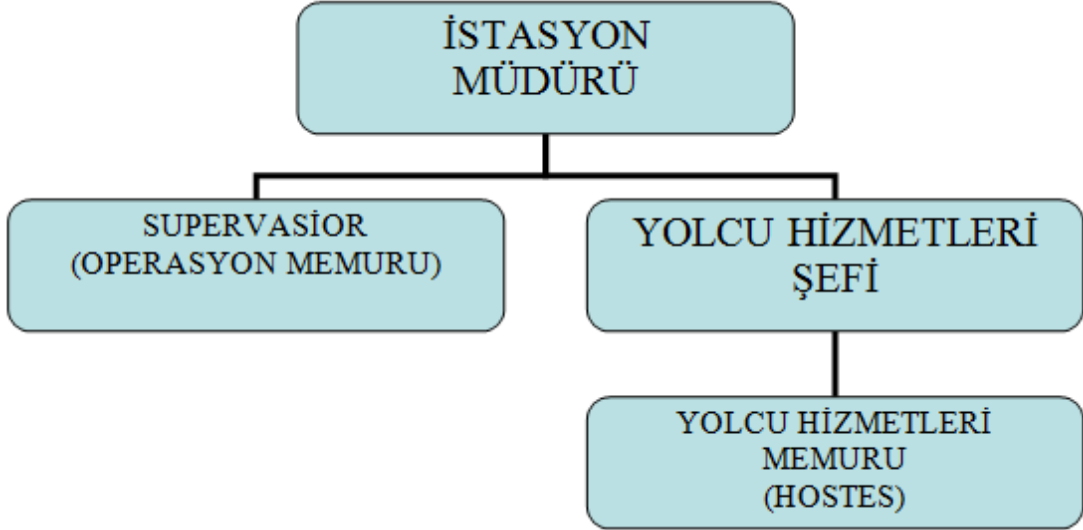 İSTASYON
MÜDÜRÜ
SUPERVASİOR
(OPERASYON MEMURU)
YOLCU HİZMETLERİ
ŞEFİ
YOLCU HİZMETLERİ
MEMURU
(HOSTES)